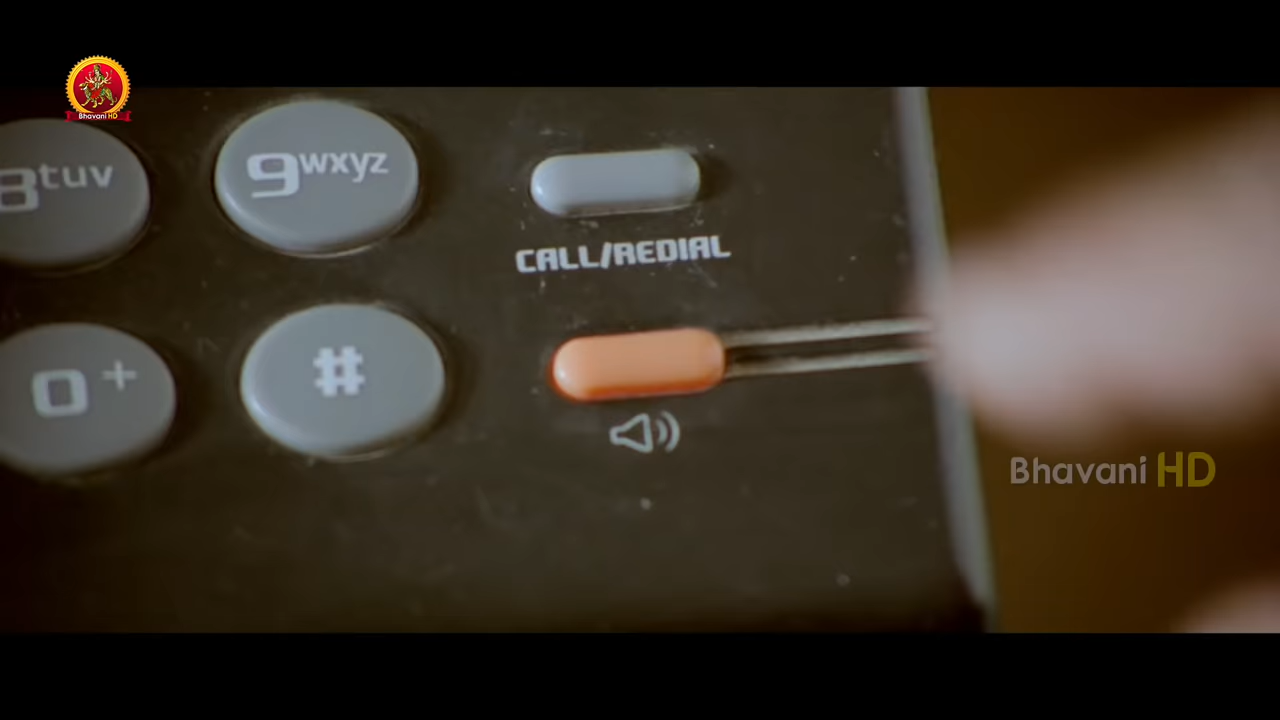 Bhavani HD
8tuv
9wxyz
CALL/REDIAL
0+
#
Bhavani HD